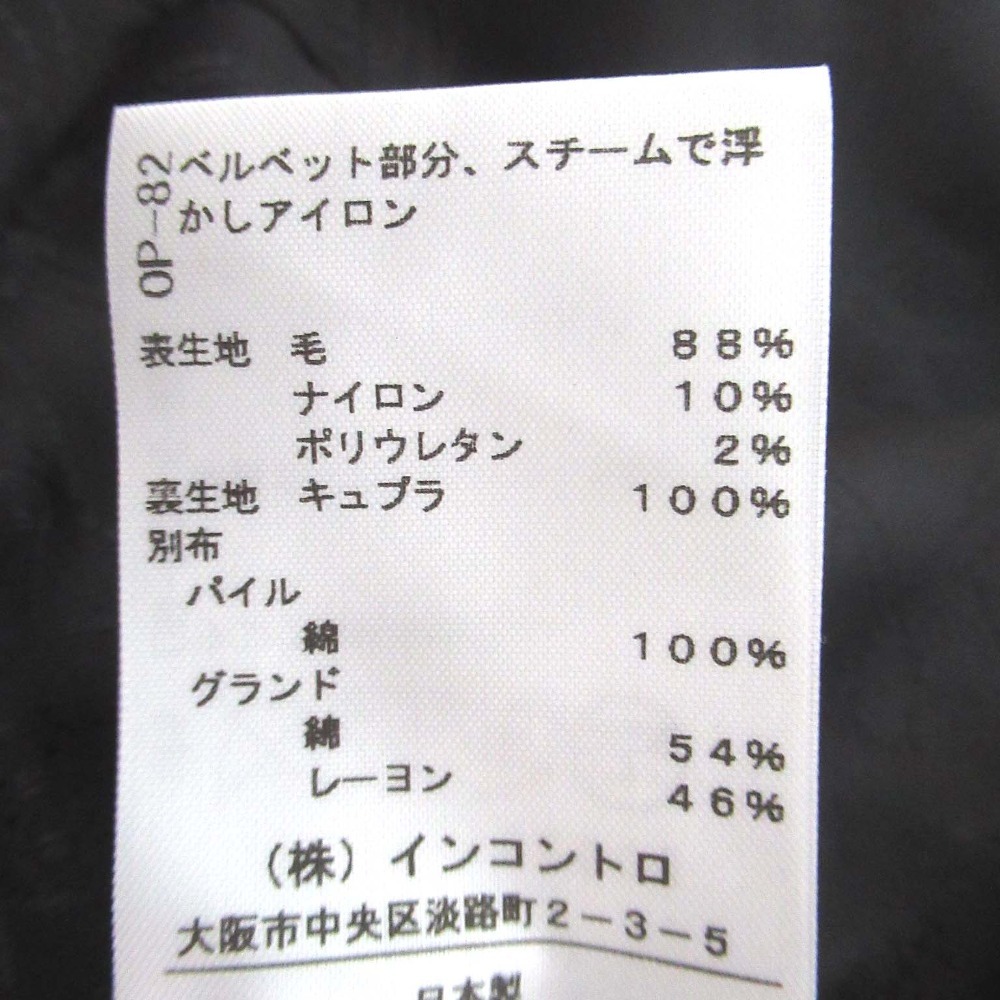 OP-82
ベルベット部分、スチームで浮
かしアイロン
表生地 毛 88%
ナイロン 10%
ポリウレタン 2%
裏生地 キュプラ 100%
別布
パイル
綿 100%
グランド
綿 54%
レーヨン 46%
(株)インコントロ
大阪市中央区淡路町2-3-5
日本製